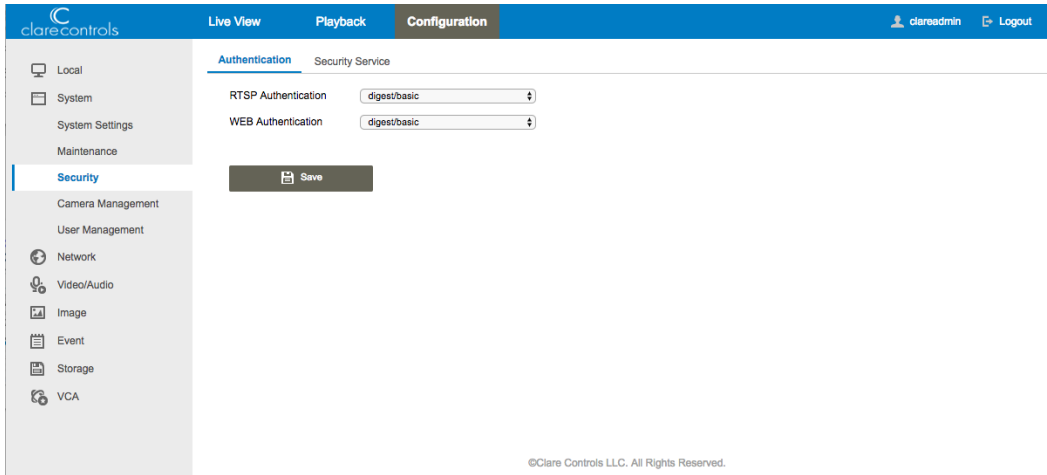 clarecontrols
Live View Playback Configuration clareadmin Logout
Authentication Security Service
Local
System
System Settings
Maintenance
Security
Camera Management
User Management
Network
Video/Audio
Image
Event
Storage
VCA
RTSP Authentication digest/basic
WEB Authentication digest/basic
Save
©Clare Controls LLC. All Rights Reserved.